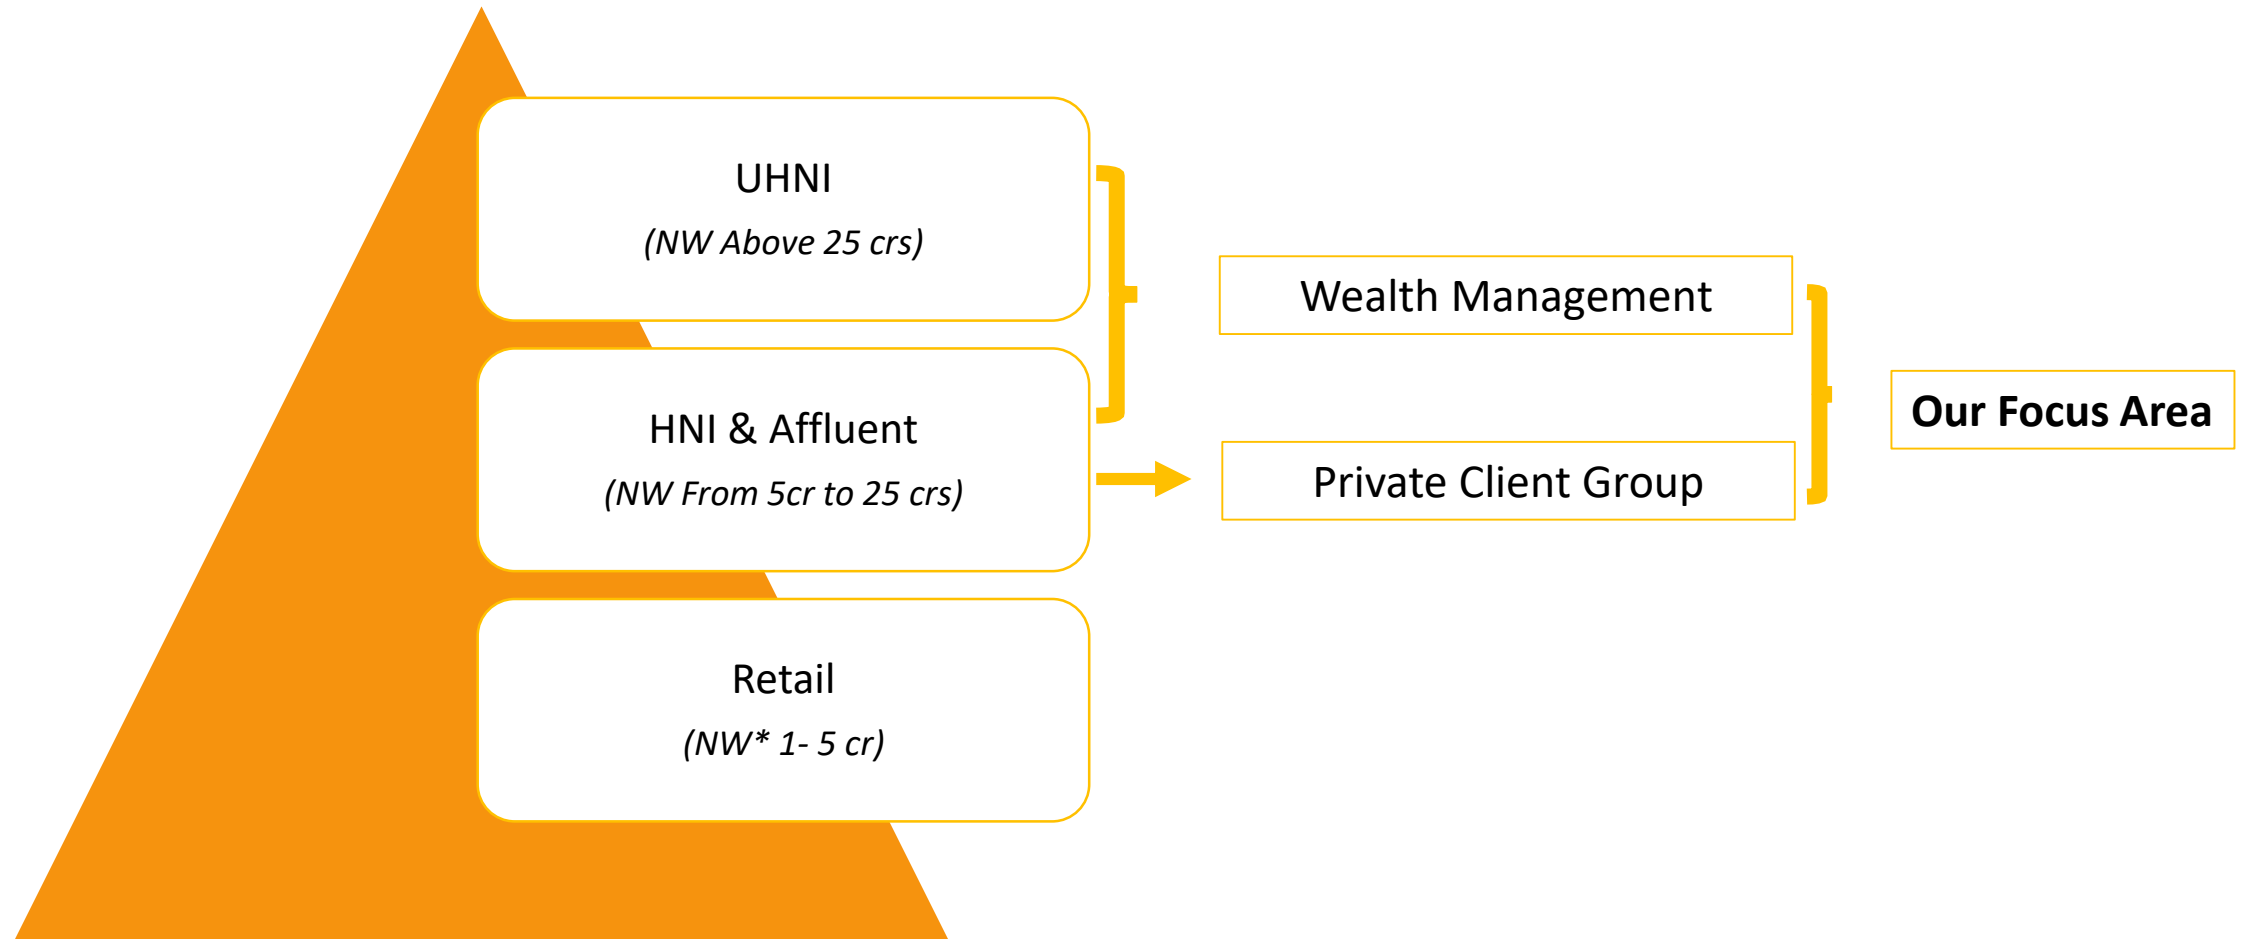 UHNI
(NW Above 25 crs)
HNI & Affluent
(NW From 5cr to 25 crs)
Retail
(NW* 1- 5 cr)
Wealth Management
Private Client Group
Our Focus Area